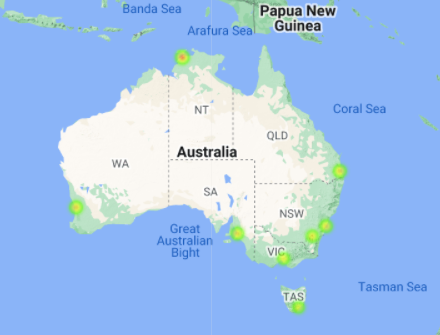 Banda Sea
Papua New
Guinea
Arafura Sea
Coral Sea
NT
QLD
Australia
WA
SA
NSW
Great
Australian
Bight
VIC
Tasman Sea
TAS